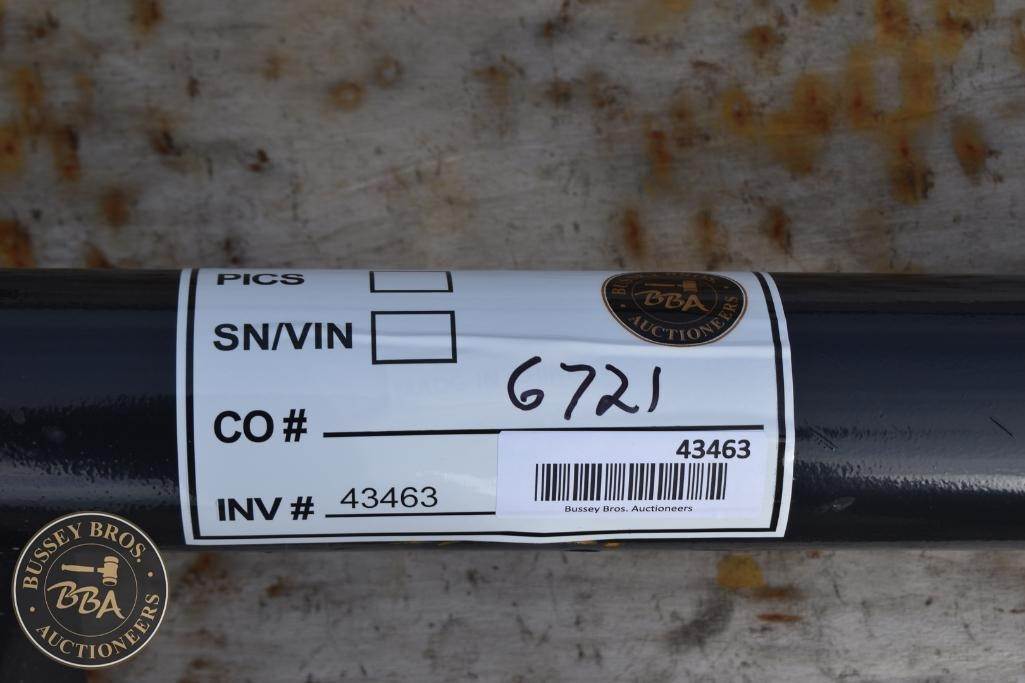 PICS
BBA
AUCTIONEERS
SN/VIN
6721
CO #
43463
INV # 43463
Bussey Bros. Auctioneers
BUSSEY BROS.
BBA
AUCTIONEERS